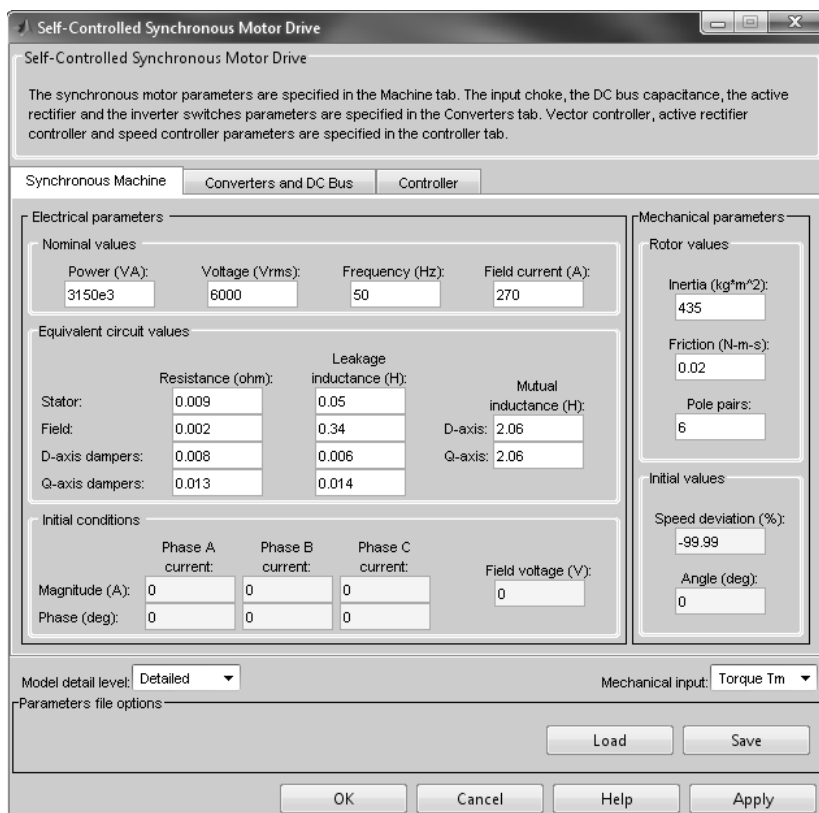 Self-Controlled Synchronous Motor Drive
Self-Controlled Synchronous Motor Drive
The synchronous motor parameters are specified in the Machine tab. The input choke, the DC bus capacitance, the active
rectifier and the inverter switches parameters are specified in the Converters tab. Vector controller, active rectifier
controller and speed controller parameters are specified in the controller tab.
Synchronous Machine Converters and DC Bus Controller
Electrical parameters
Nominal values
Power (VA): Voltage (Vrms): Frequency (Hz): Field current (A):
3150e3 6000 50 270
Equivalent circuit values
Resistance (ohm): Leakage inductance (H):
Stator: 0.009 0.05
Field: 0.002 0.34
D-axis dampers: 0.008 0.006
Q-axis dampers: 0.013 0.014
Mutual
inductance (H):
D-axis: 2.06
Q-axis: 2.06
Initial conditions
Phase A current: Phase B current: Phase C current:
Magnitude (A): 0 0 0
Phase (deg): 0 0 0
Field voltage (V):
0
Mechanical parameters
Rotor values
Inertia (kg*m^2):
435
Friction (N-m-s):
0.02
Pole pairs:
6
Initial values
Speed deviation (%):
-99.99
Angle (deg):
0
Model detail level: Detailed Mechanical input: Torque Tm
Parameters file options
Load Save
OK Cancel Help Apply